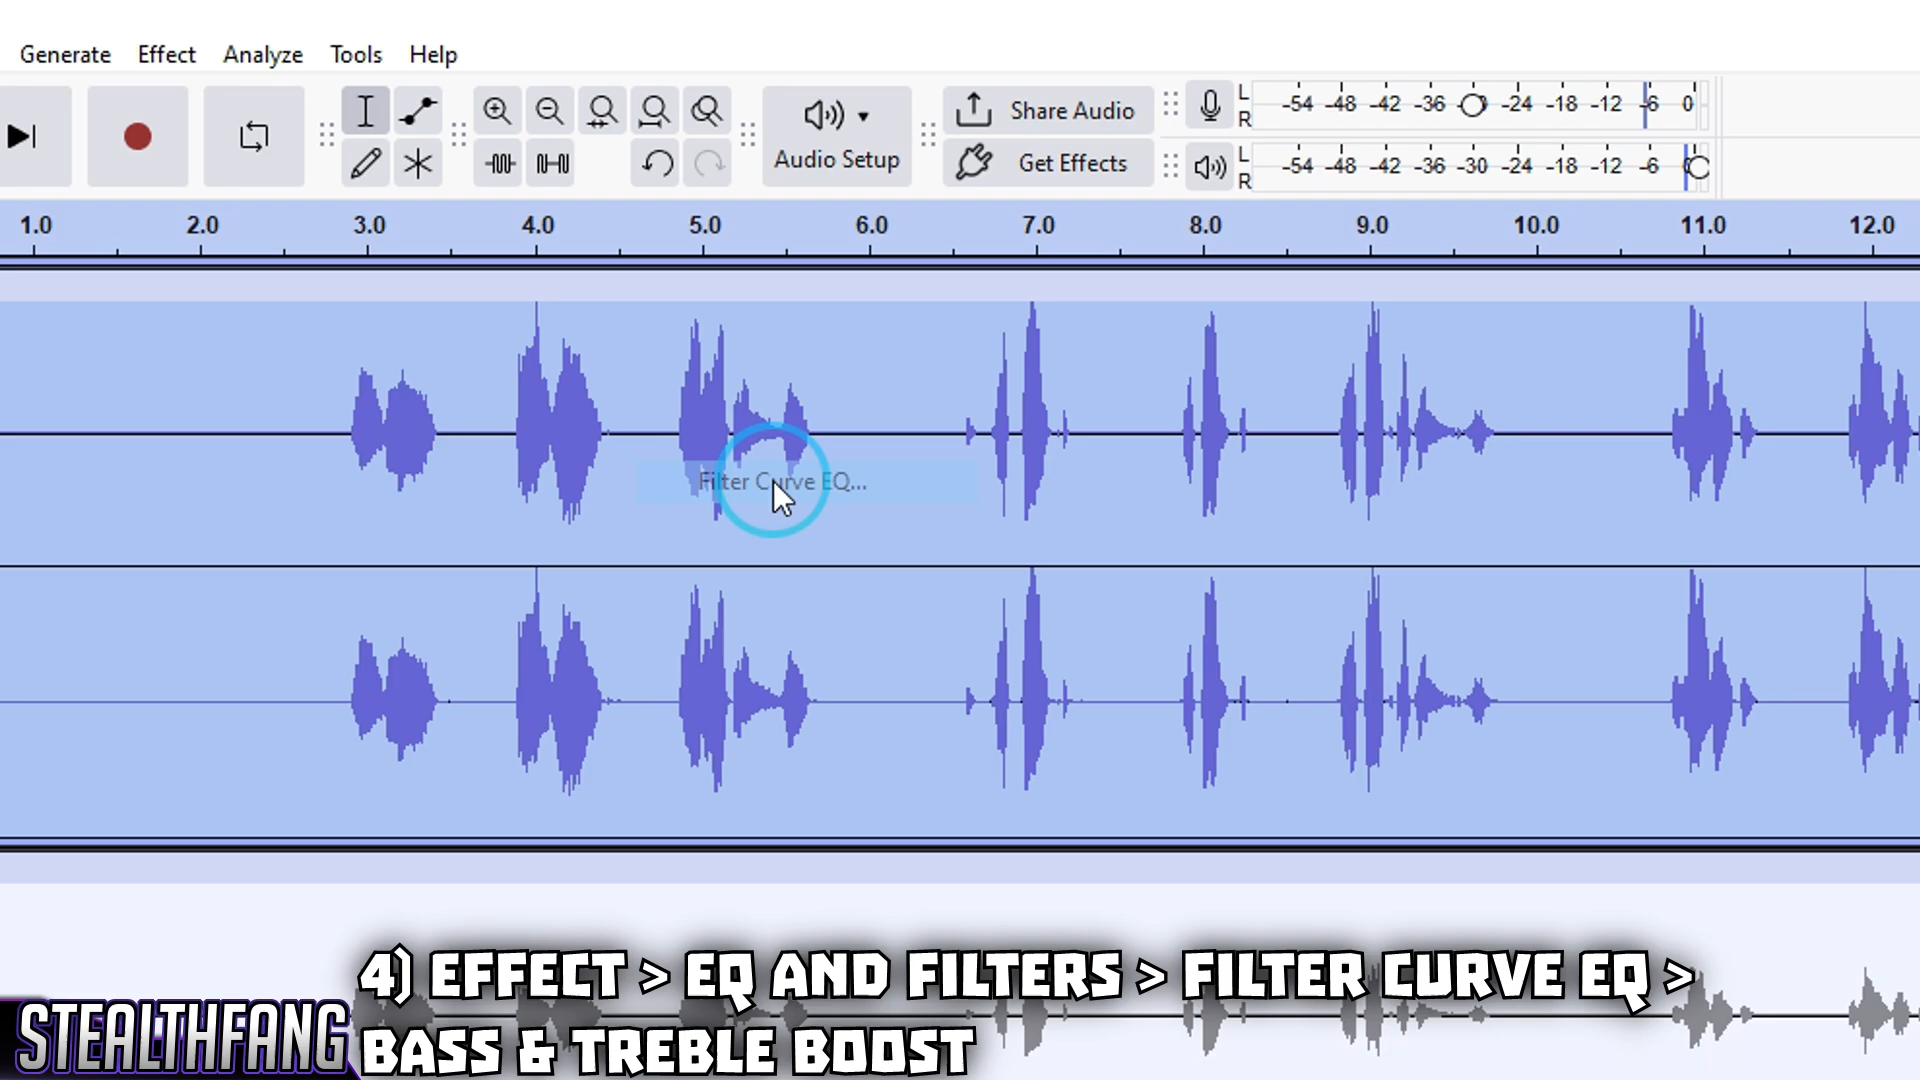 Generate Effect Analyze Tools Help
Share Audio
L R -54 -48 -42 -36 -24 -18 -12 -6 0
Audio Setup
Get Effects
L R -54 -48 -42 -36 -30 -24 -18 -12 -6
1.0 2.0 3.0 4.0 5.0 6.0 7.0 8.0 9.0 10.0 11.0 12.0
Filter Curve EQ...
4) EFFECT > EQ AND FILTERS > FILTER CURVE EQ >
BASS & TREBLE BOOST
STEALTHFANG